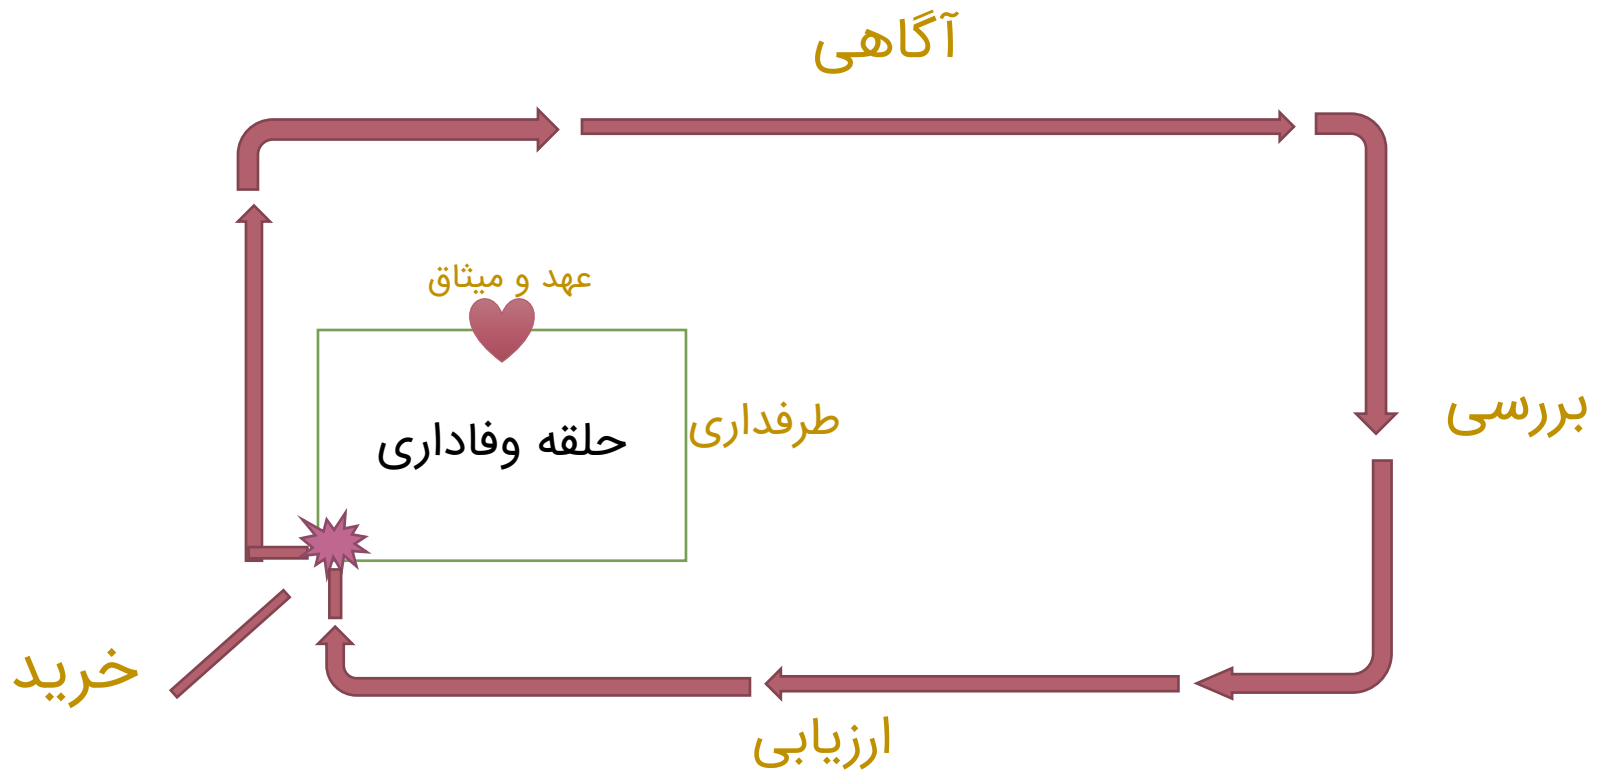 آگاهی
عهد و میثاق
بررسی
طرفداری
حلقه وفاداری
خرید
ارزیابی